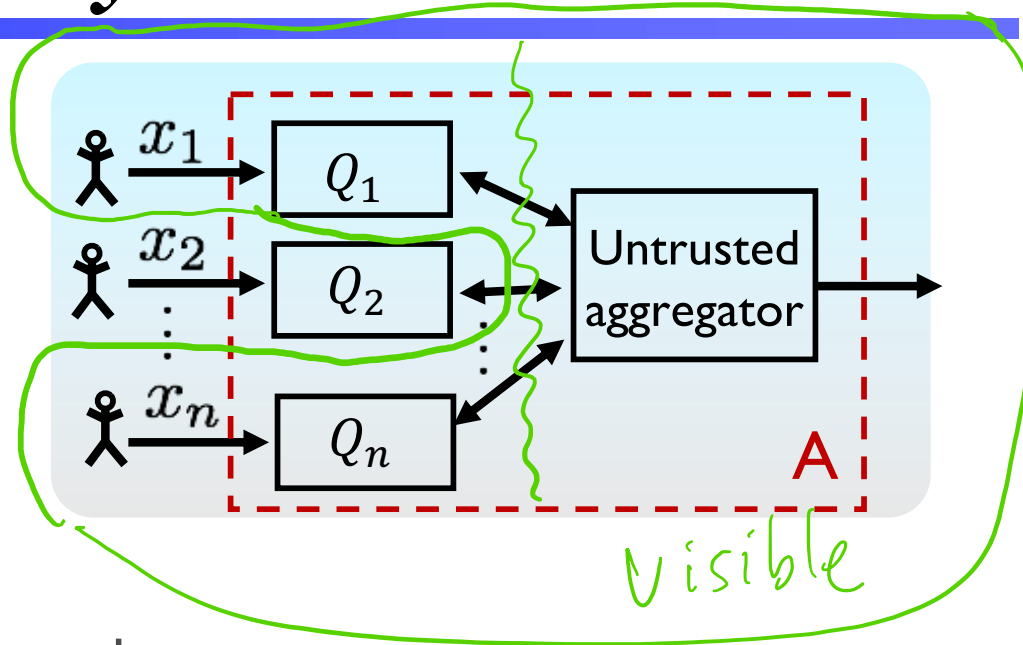 y
x₁
Q₁
x₂
Q₂
⋮
⋮
Untrusted
aggregator
xₙ
Qₙ
A
visible